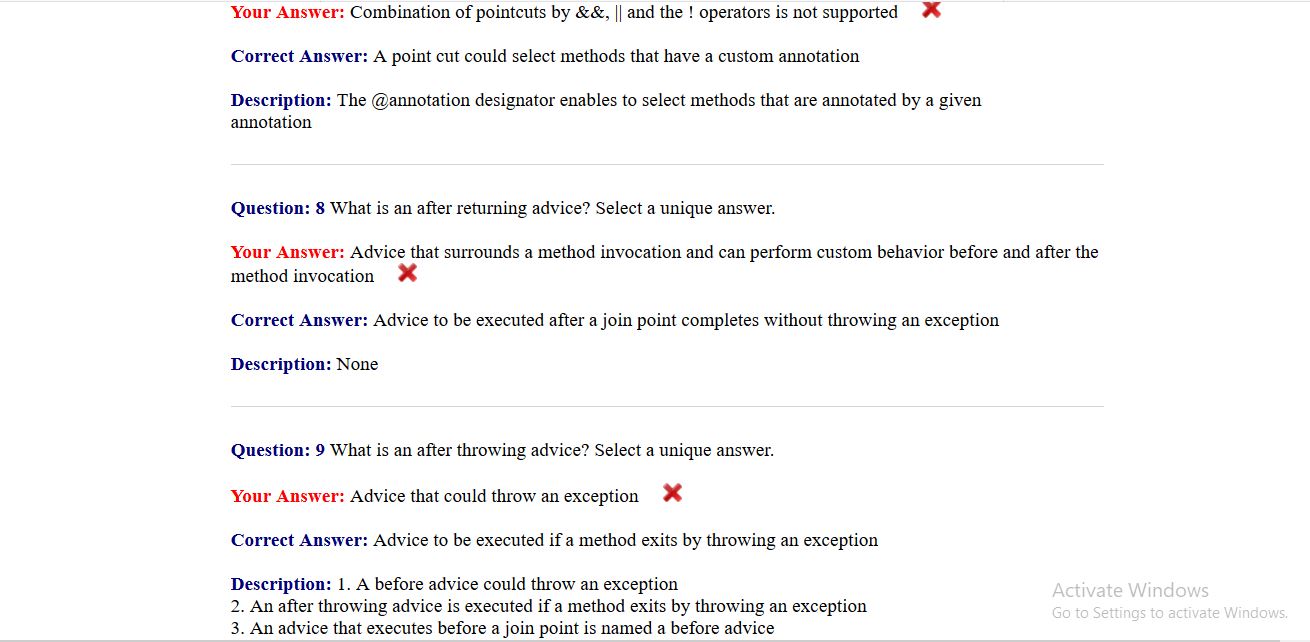 Your Answer: Combination of pointcuts by &&, || and the ! operators is not supported
Correct Answer: A point cut could select methods that have a custom annotation
Description: The @annotation designator enables to select methods that are annotated by a given
annotation
Question: 8 What is an after returning advice? Select a unique answer.
Your Answer: Advice that surrounds a method invocation and can perform custom behavior before and after the
method invocation
Correct Answer: Advice to be executed after a join point completes without throwing an exception
Description: None
Question: 9 What is an after throwing advice? Select a unique answer.
Your Answer: Advice that could throw an exception
Correct Answer: Advice to be executed if a method exits by throwing an exception
Description: 1. A before advice could throw an exception
2. An after throwing advice is executed if a method exits by throwing an exception
3. An advice that executes before a join point is named a before advice
Activate Windows
Go to Settings to activate Windows.